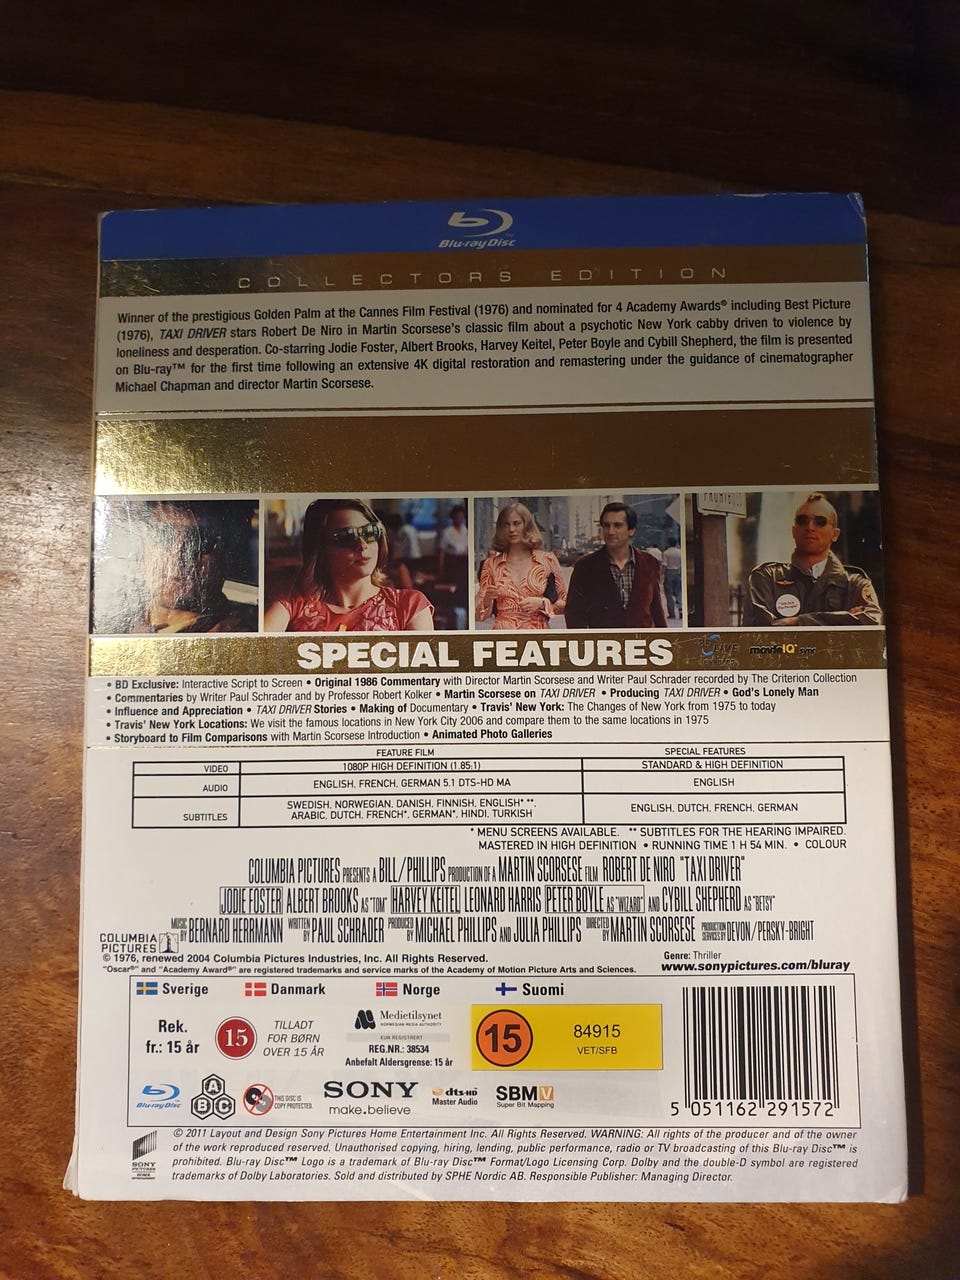 Blu-ray Disc
COLLECTORS EDITION
Winner of the prestigious Golden Palm at the Cannes Film Festival (1976) and nominated for 4 Academy Awards® including Best Picture
(1976), TAXI DRIVER stars Robert De Niro in Martin Scorsese's classic film about a psychotic New York cabby driven to violence by
loneliness and desperation. Co-starring Jodie Foster, Albert Brooks, Harvey Keitel, Peter Boyle and Cybill Shepherd, the film is presented
on Blu-ray™ for the first time following an extensive 4K digital restoration and remastering under the guidance of cinematographer
Michael Chapman and director Martin Scorsese.
SPECIAL FEATURES LIVE movieIQ sync
• BD Exclusive: Interactive Script to Screen • Original 1986 Commentary with Director Martin Scorsese and Writer Paul Schrader recorded by The Criterion Collection
• Commentaries by Writer Paul Schrader and by Professor Robert Kolker • Martin Scorsese on TAXI DRIVER • Producing TAXI DRIVER • God's Lonely Man
• Influence and Appreciation • TAXI DRIVER Stories • Making of Documentary • Travis' New York: The Changes of New York from 1975 to today
• Travis' New York Locations: We visit the famous locations in New York City 2006 and compare them to the same locations in 1975
• Storyboard to Film Comparisons with Martin Scorsese Introduction • Animated Photo Galleries
FEATURE FILM SPECIAL FEATURES
VIDEO 1080P HIGH DEFINITION (1.85:1) STANDARD & HIGH DEFINITION
AUDIO ENGLISH, FRENCH, GERMAN 5.1 DTS-HD MA ENGLISH
SUBTITLES SWEDISH, NORWEGIAN, DANISH, FINNISH, ENGLISH* **, ENGLISH, DUTCH, FRENCH, GERMAN
ARABIC, DUTCH, FRENCH*, GERMAN*, HINDI, TURKISH
* MENU SCREENS AVAILABLE. ** SUBTITLES FOR THE HEARING IMPAIRED.
MASTERED IN HIGH DEFINITION • RUNNING TIME 1 H 54 MIN. • COLOUR
COLUMBIA PICTURES PRESENTS A BILL/PHILLIPS PRODUCTION OF A MARTIN SCORSESE FILM ROBERT DE NIRO "TAXI DRIVER"
JODIE FOSTER ALBERT BROOKS AS "TOM" HARVEY KEITEL LEONARD HARRIS PETER BOYLE AS "WIZARD" AND CYBILL SHEPHERD AS "BETSY"
MUSIC BY BERNARD HERRMANN WRITTEN BY PAUL SCHRADER PRODUCED BY MICHAEL PHILLIPS AND JULIA PHILLIPS DIRECTED BY MARTIN SCORSESE PRODUCTION SERVICES BY DEVON/PERSKY-BRIGHT
COLUMBIA
PICTURES
© 1976, renewed 2004 Columbia Pictures Industries, Inc. All Rights Reserved.
"Oscar®" and "Academy Award®" are registered trademarks and service marks of the Academy of Motion Picture Arts and Sciences.
Genre: Thriller
www.sonypictures.com/bluray
Sverige Danmark Norge Suomi
Rek.
fr.: 15 år
15
TILLADT
FOR BØRN
OVER 15 ÅR
Medietilsynet
NORWEGIAN MEDIA AUTHORITY
KUN REGISTRERT
REG.NR.: 38534
Anbefalt Aldersgrense: 15 år
15
84915
VET/SFB
Blu-ray Disc
A
B C
THIS DISC IS
COPY PROTECTED.
SONY
make.believe
dts-HD
Master Audio
SBMV
Super Bit Mapping
5 051162 291572
SONY
PICTURES
© 2011 Layout and Design Sony Pictures Home Entertainment Inc. All Rights Reserved. WARNING: All rights of the producer and of the owner
of the work reproduced reserved. Unauthorised copying, hiring, lending, public performance, radio or TV broadcasting of this Blu-ray Disc™ is
prohibited. Blu-ray Disc™ Logo is a trademark of Blu-ray Disc™ Format/Logo Licensing Corp. Dolby and the double-D symbol are registered
trademarks of Dolby Laboratories. Sold and distributed by SPHE Nordic AB. Responsible Publisher: Managing Director.